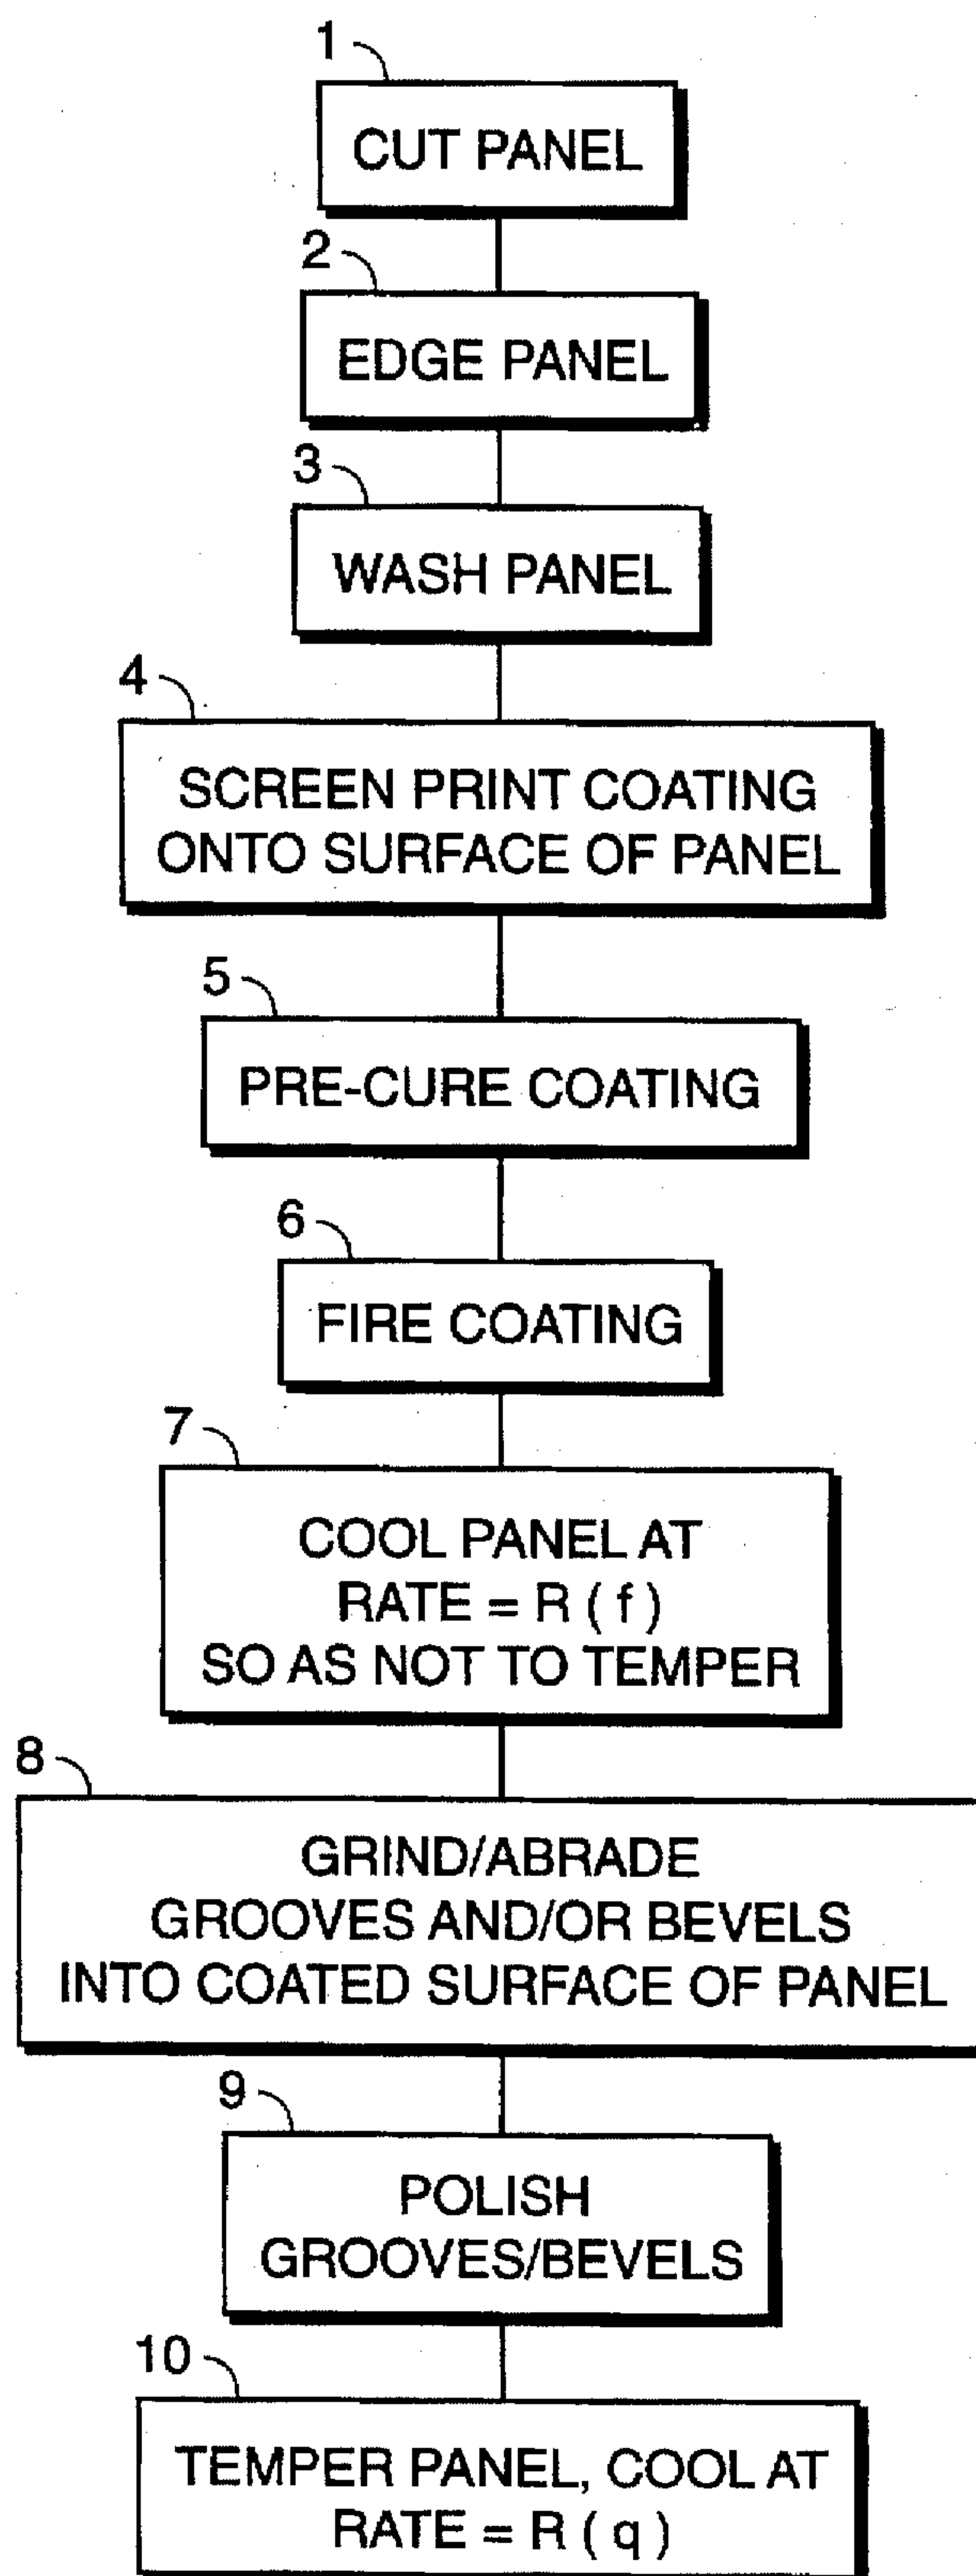 1
CUT PANEL
2
EDGE PANEL
3
WASH PANEL
4
SCREEN PRINT COATING
ONTO SURFACE OF PANEL
5
PRE-CURE COATING
6
FIRE COATING
7
COOL PANEL AT
RATE = R ( f )
SO AS NOT TO TEMPER
8
GRIND/ABRADE
GROOVES AND/OR BEVELS
INTO COATED SURFACE OF PANEL
9
POLISH
GROOVES/BEVELS
10
TEMPER PANEL, COOL AT
RATE = R ( q )